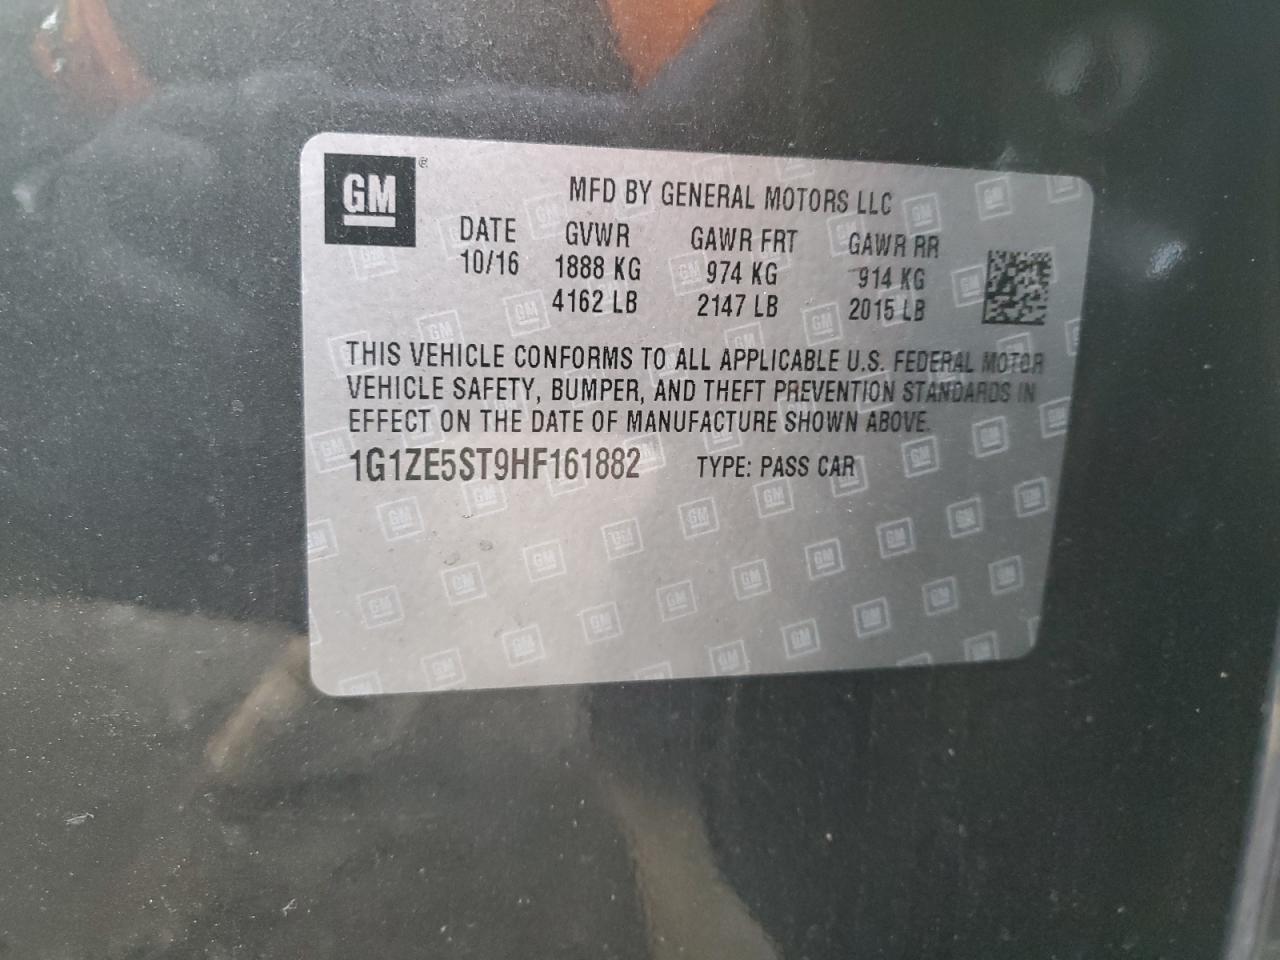 GM ®
MFD BY GENERAL MOTORS LLC
DATE GVWR GAWR FRT GAWR RR
10/16 1888 KG 974 KG 914 KG
4162 LB 2147 LB 2015 LB
THIS VEHICLE CONFORMS TO ALL APPLICABLE U.S. FEDERAL MOTOR
VEHICLE SAFETY, BUMPER, AND THEFT PREVENTION STANDARDS IN
EFFECT ON THE DATE OF MANUFACTURE SHOWN ABOVE.
1G1ZE5ST9HF161882 TYPE: PASS CAR